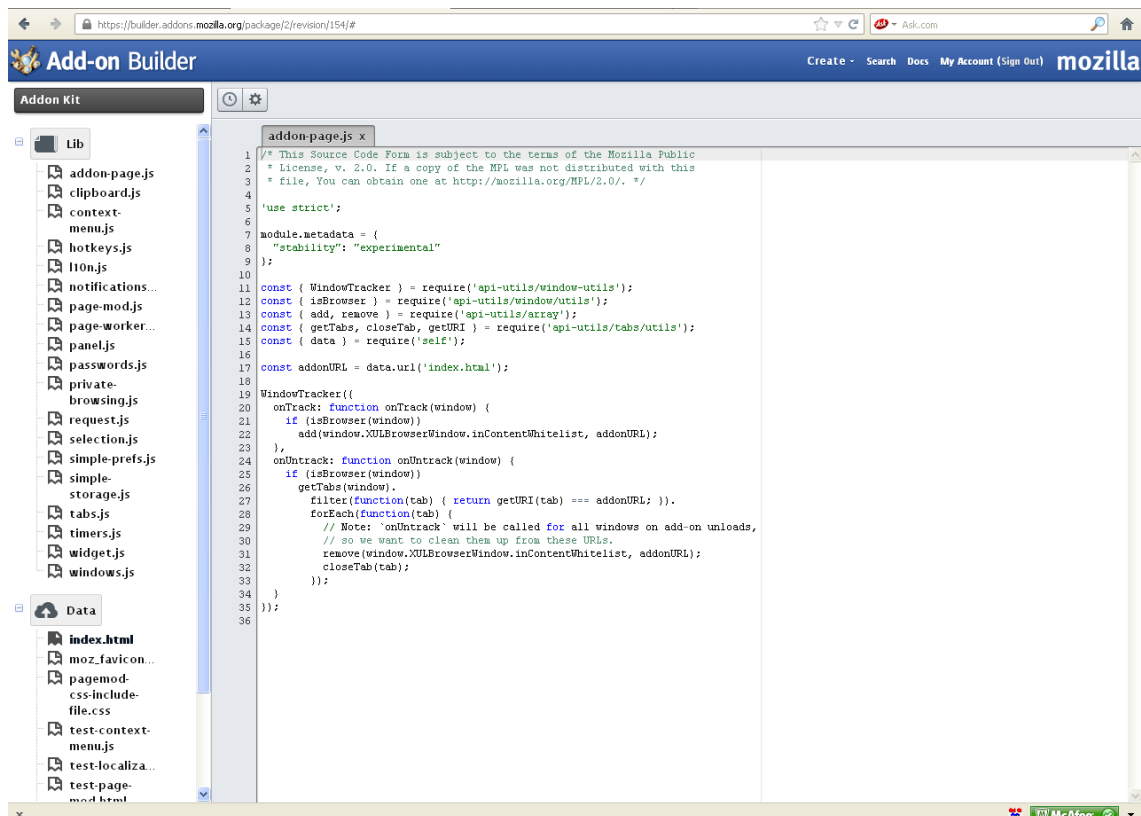 https://builder.addons.mozilla.org/package/2/revision/154/#
Ask.com
Add-on Builder
Create
Search
Docs
My Account (Sign Out)
mozilla
Addon Kit
Lib
addon-page.js
clipboard.js
context-
menu.js
hotkeys.js
l10n.js
notifications...
page-mod.js
page-worker...
panel.js
passwords.js
private-
browsing.js
request.js
selection.js
simple-prefs.js
simple-
storage.js
tabs.js
timers.js
widget.js
windows.js
Data
index.html
moz_favicon...
pagemod-
css-include-
file.css
test-context-
menu.js
test-localiza...
test-page-
mod.html
addon-page.js x
1 /* This Source Code Form is subject to the terms of the Mozilla Public
2 * License, v. 2.0. If a copy of the MPL was not distributed with this
3 * file, You can obtain one at http://mozilla.org/MPL/2.0/. */
4
5 'use strict';
6
7 module.metadata = {
8 "stability": "experimental"
9 };
10
11 const { WindowTracker } = require('api-utils/window-utils');
12 const { isBrowser } = require('api-utils/window/utils');
13 const { add, remove } = require('api-utils/array');
14 const { getTabs, closeTab, getURI } = require('api-utils/tabs/utils');
15 const { data } = require('self');
16
17 const addonURL = data.url('index.html');
18
19 WindowTracker({
20 onTrack: function onTrack(window) {
21 if (isBrowser(window))
22 add(window.XULBrowserWindow.inContentWhitelist, addonURL);
23 },
24 onUntrack: function onUntrack(window) {
25 if (isBrowser(window))
26 getTabs(window).
27 filter(function(tab) { return getURI(tab) === addonURL; }).
28 forEach(function(tab) {
29 // Note: `onUntrack` will be called for all windows on add-on unloads,
30 // so we want to clean them up from these URLs.
31 remove(window.XULBrowserWindow.inContentWhitelist, addonURL);
32 closeTab(tab);
33 });
34 }
35 });
36
x
McAfee